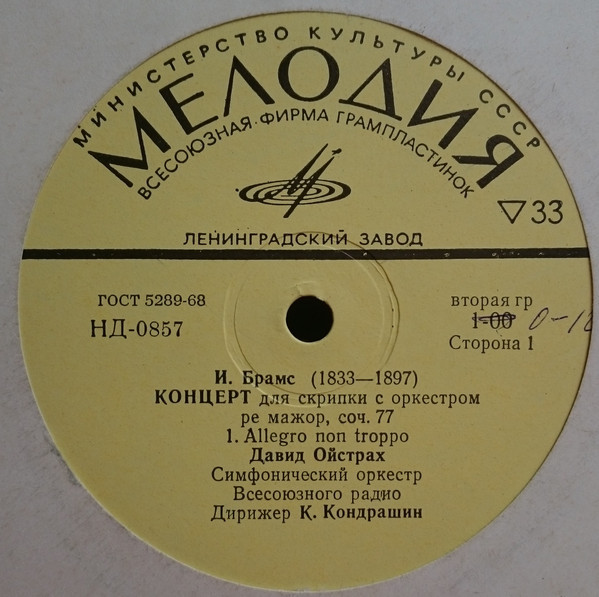 МИНИСТЕРСТВО КУЛЬТУРЫ СССР
МЕЛОДИЯ
ВСЕСОЮЗНАЯ ФИРМА ГРАМПЛАСТИНОК
▽33
ЛЕНИНГРАДСКИЙ ЗАВОД
ГОСТ 5289-68
НД-0857
вторая гр
1-00
Сторона 1
И. Брамс (1833—1897)
КОНЦЕРТ для скрипки с оркестром
ре мажор, соч. 77
1. Allegro non troppo
Давид Ойстрах
Симфонический оркестр
Всесоюзного радио
Дирижер К. Кондрашин